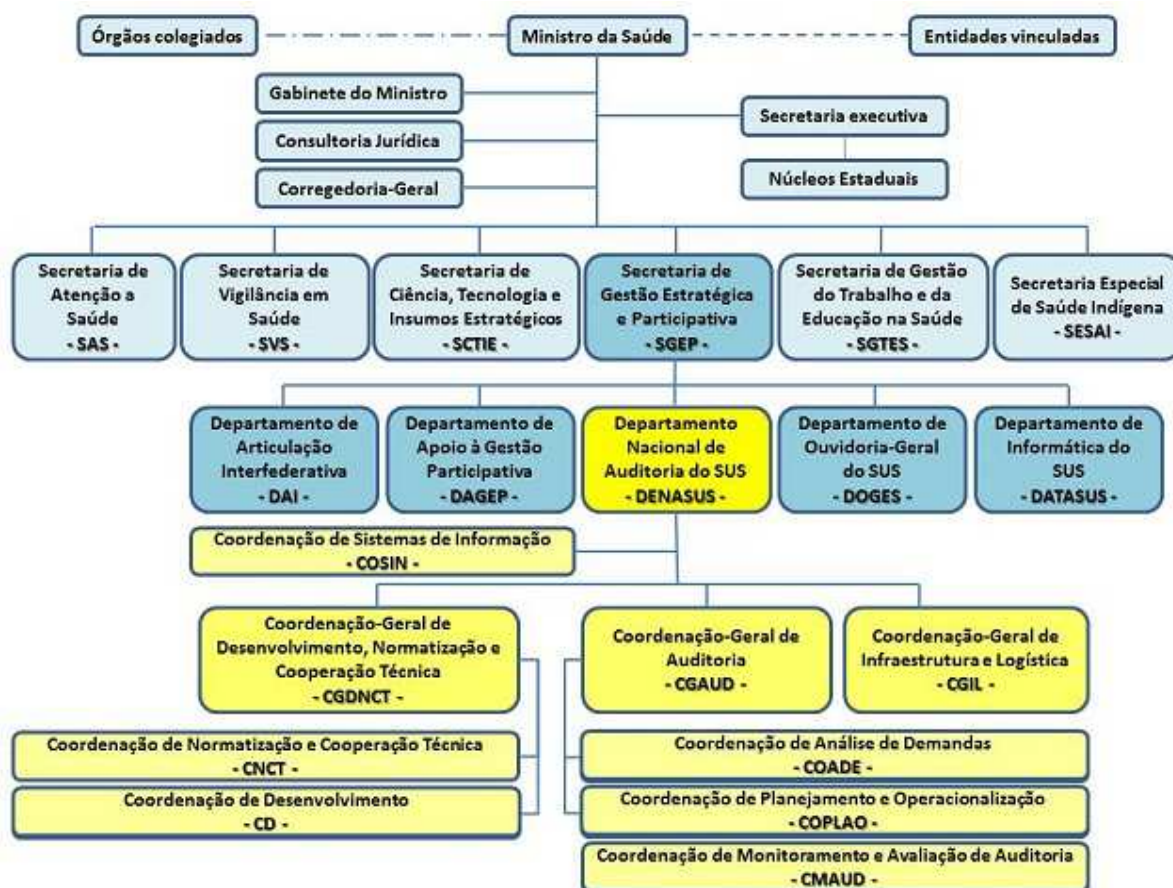 Órgãos colegiados
Ministro da Saúde
Entidades vinculadas
Gabinete do Ministro
Secretaria executiva
Consultoria Jurídica
Corregedoria-Geral
Núcleos Estaduais
Secretaria de
Atenção a
Saúde
- SAS -
Secretaria de
Vigilância em
Saúde
- SVS -
Secretaria de
Ciência, Tecnologia e
Insumos Estratégicos
- SCTIE -
Secretaria de
Gestão Estratégica
e Participativa
- SGEP -
Secretaria de Gestão
do Trabalho e da
Educação na Saúde
- SGTES -
Secretaria Especial
de Saúde Indígena
- SESAI -
Departamento de
Articulação
Interfederativa
- DAI -
Departamento de
Apoio à Gestão
Participativa
- DAGEP -
Departamento
Nacional de
Auditoria do SUS
- DENASUS -
Departamento de
Ouvidoria-Geral
do SUS
- DOGES -
Departamento de
Informática do
SUS
- DATASUS -
Coordenação de Sistemas de Informação
- COSIN -
Coordenação-Geral de
Desenvolvimento, Normatização e
Cooperação Técnica
- CGDNCT -
Coordenação-Geral de
Auditoria
- CGAUD -
Coordenação-Geral de
Infraestrutura e Logística
- CGIL -
Coordenação de Normatização e Cooperação Técnica
- CNCT -
Coordenação de Desenvolvimento
- CD -
Coordenação de Análise de Demandas
- COADE -
Coordenação de Planejamento e Operacionalização
- COPLAO -
Coordenação de Monitoramento e Avaliação de Auditoria
- CMAUD -